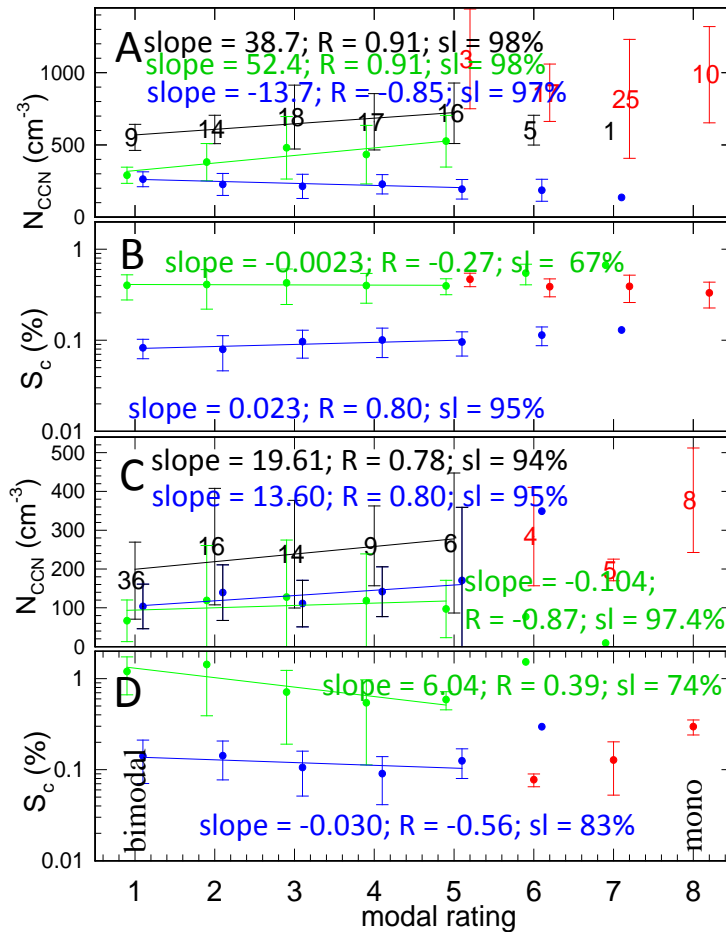 A
slope = 38.7; R = 0.91; sl = 98%
slope = 52.4; R = 0.91; sl = 98%
slope = -13.7; R = -0.85; sl = 97%
N_CCN (cm^-3)
1000
500
0
9 14 18 17 16 5 1
3 17 25 10
B
slope = -0.0023; R = -0.27; sl = 67%
slope = 0.023; R = 0.80; sl = 95%
S_c (%)
1
0.1
0.01
C
slope = 19.61; R = 0.78; sl = 94%
slope = 13.60; R = 0.80; sl = 95%
slope = -0.104;
R = -0.87; sl = 97.4%
N_CCN (cm^-3)
500
400
300
200
100
0
36 16 14 9 6
4 5 8
D
slope = 6.04; R = 0.39; sl = 74%
slope = -0.030; R = -0.56; sl = 83%
S_c (%)
1
0.1
0.01
bimodal
mono
1 2 3 4 5 6 7 8
modal rating